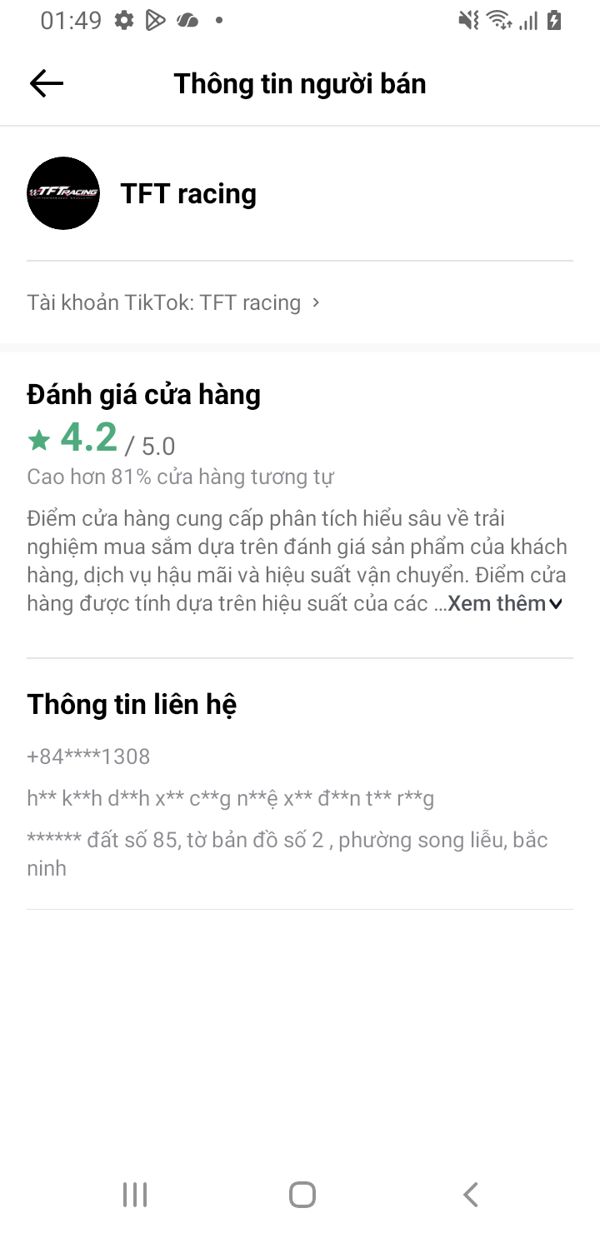 01:49
Thông tin người bán
TFT RACING
TFT racing
Tài khoản TikTok: TFT racing
Đánh giá cửa hàng
4.2 / 5.0
Cao hơn 81% cửa hàng tương tự
Điểm cửa hàng cung cấp phân tích hiểu sâu về trải
nghiệm mua sắm dựa trên đánh giá sản phẩm của khách
hàng, dịch vụ hậu mãi và hiệu suất vận chuyển. Điểm cửa
hàng được tính dựa trên hiệu suất của các ...Xem thêm
Thông tin liên hệ
+84****1308
h** k**h d**h x** c**g n**ệ x** đ**n t** r**g
****** đất số 85, tờ bản đồ số 2 , phường song liễu, bắc
ninh